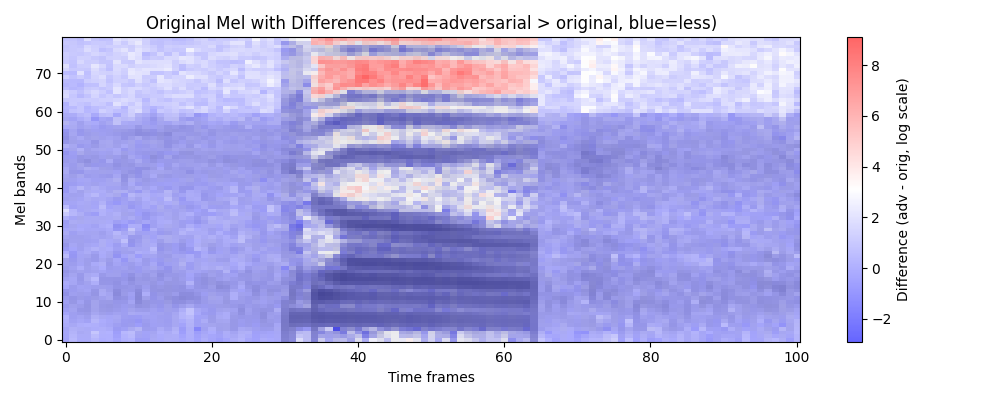 Original Mel with Differences (red=adversarial > original, blue=less)
Mel bands
70
60
50
40
30
20
10
0
0 20 40 60 80 100
Time frames
8
6
4
2
0
−2
Difference (adv - orig, log scale)